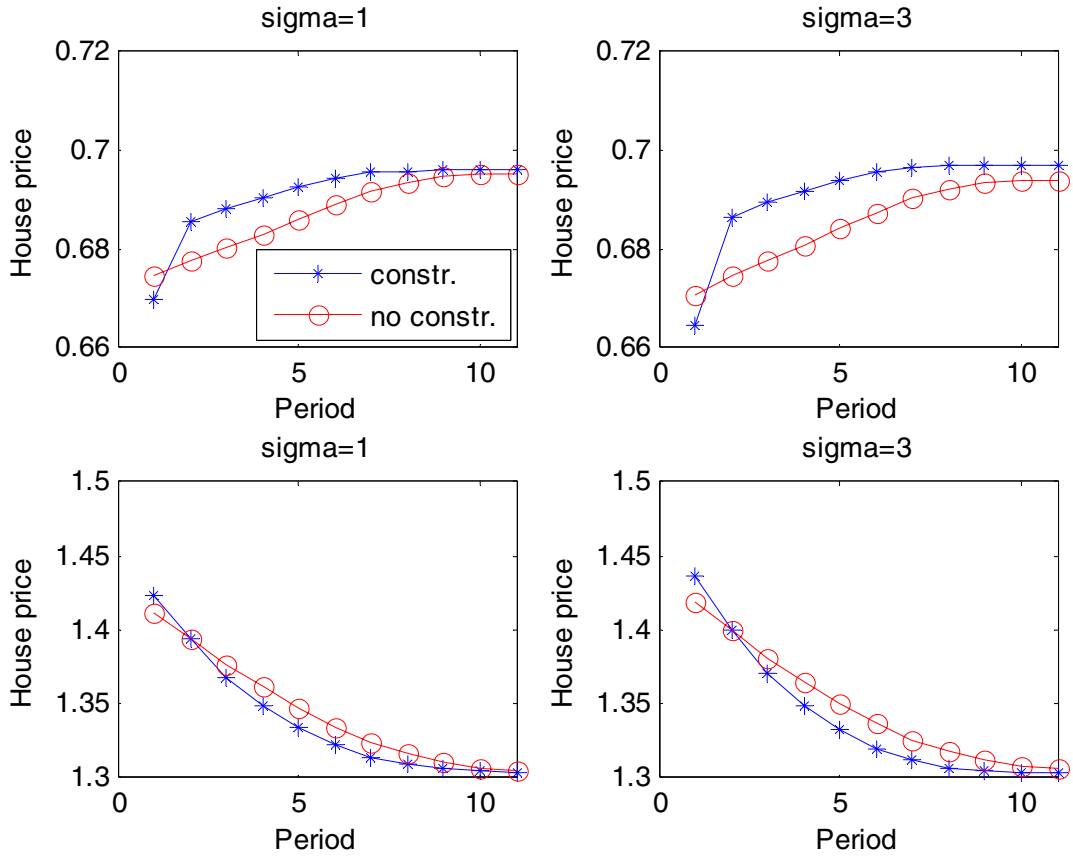 sigma=1
0.72
0.7
0.68
0.66
House price
constr.
no constr.
0
5
10
Period
sigma=3
0.72
0.7
0.68
0.66
House price
0
5
10
Period
sigma=1
1.5
1.45
1.4
1.35
1.3
House price
0
5
10
Period
sigma=3
1.5
1.45
1.4
1.35
1.3
House price
0
5
10
Period